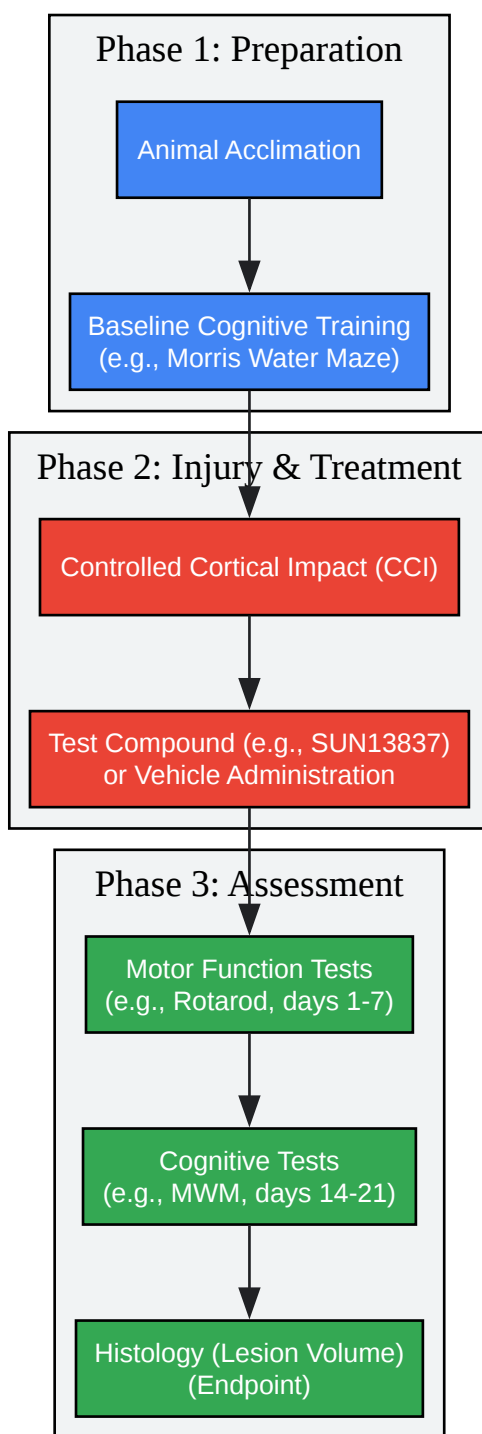 Phase 1: Preparation
Animal Acclimation
Baseline Cognitive Training
(e.g., Morris Water Maze)
Phase 2: Injury & Treatment
Controlled Cortical Impact (CCI)
Test Compound (e.g., SUN13837)
or Vehicle Administration
Phase 3: Assessment
Motor Function Tests
(e.g., Rotarod, days 1-7)
Cognitive Tests
(e.g., MWM, days 14-21)
Histology (Lesion Volume)
(Endpoint)